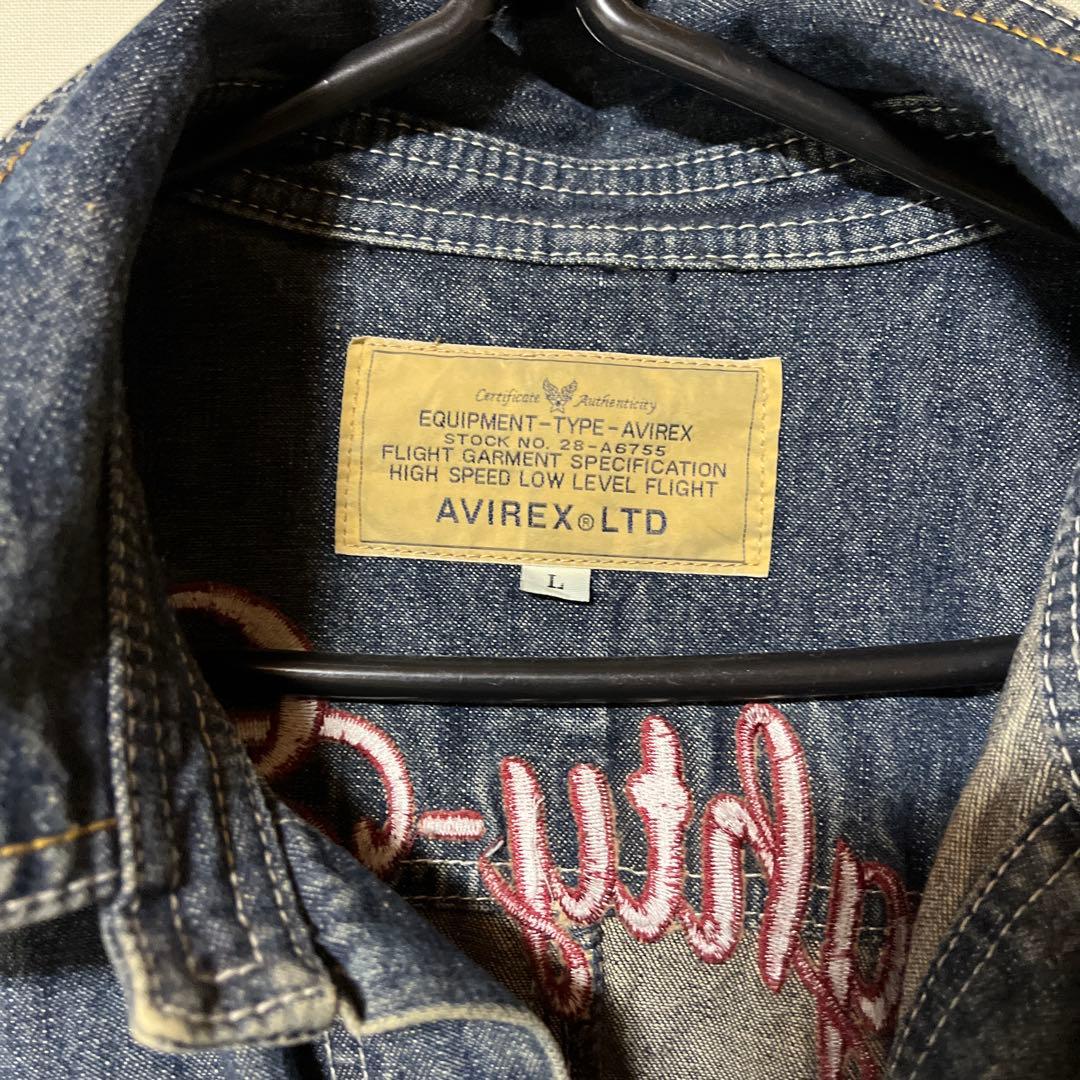 Certificate Authenticity
EQUIPMENT-TYPE-AVIREX
STOCK NO. 28-A6755
FLIGHT GARMENT SPECIFICATION
HIGH SPEED LOW LEVEL FLIGHT
AVIREX®LTD
L